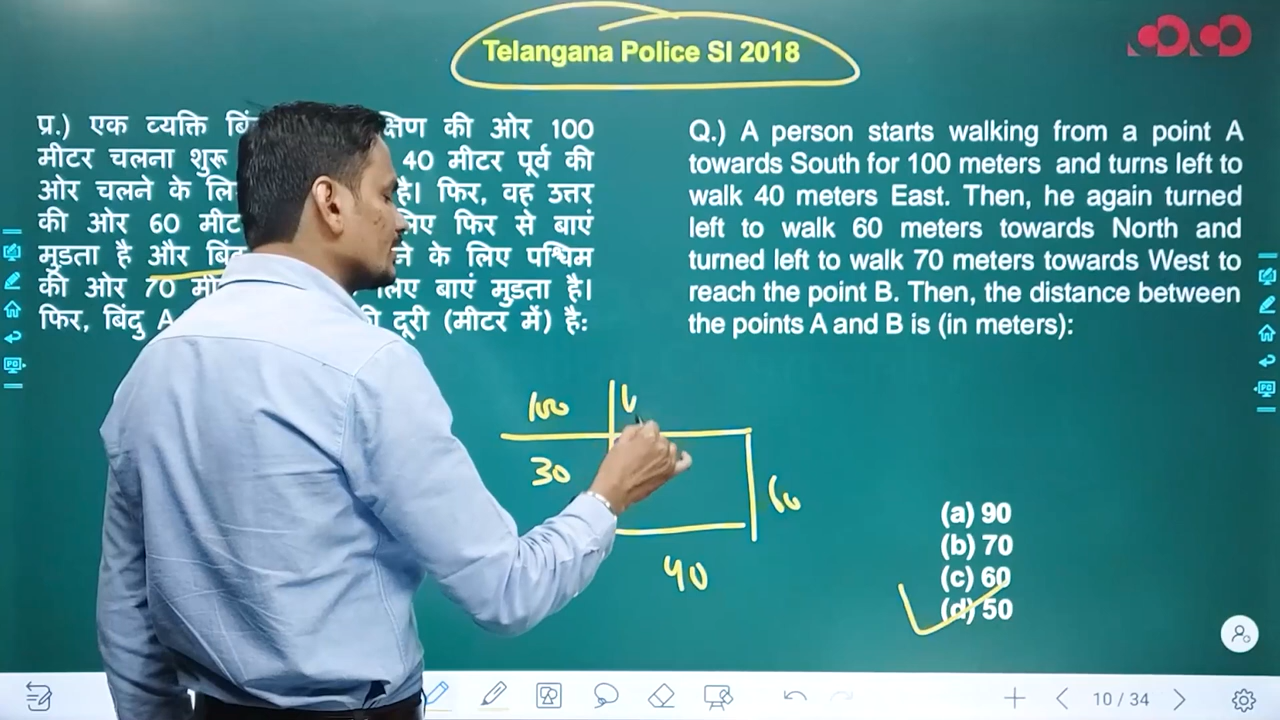 Telangana Police SI 2018
प्र.) एक व्यक्ति की ओर 100
मीटर चलना शुरू 40 मीटर पूर्व की
ओर चलने के है। फिर, वह उत्तर
की ओर 60 फिर से बाएं
मुड़ता है और के लिए पश्चिम
की ओर 70 लिए बाएं मुड़ता है।
फिर, बिंदु A दूरी (मीटर में) है:
Q.) A person starts walking from a point A
towards South for 100 meters and turns left to
walk 40 meters East. Then, he again turned
left to walk 60 meters towards North and
turned left to walk 70 meters towards West to
reach the point B. Then, the distance between
the points A and B is (in meters):
100
30
60
40
(a) 90
(b) 70
(c) 60
(d) 50
10 / 34